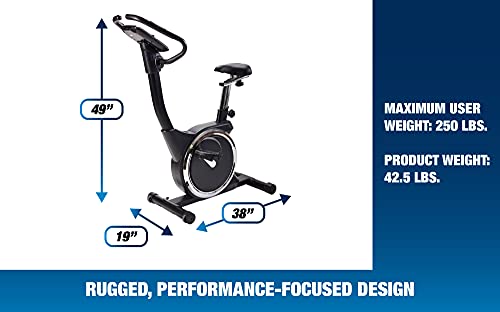 49”
19”
38”
MAXIMUM USER
WEIGHT: 250 LBS.
PRODUCT WEIGHT:
42.5 LBS.
RUGGED, PERFORMANCE-FOCUSED DESIGN